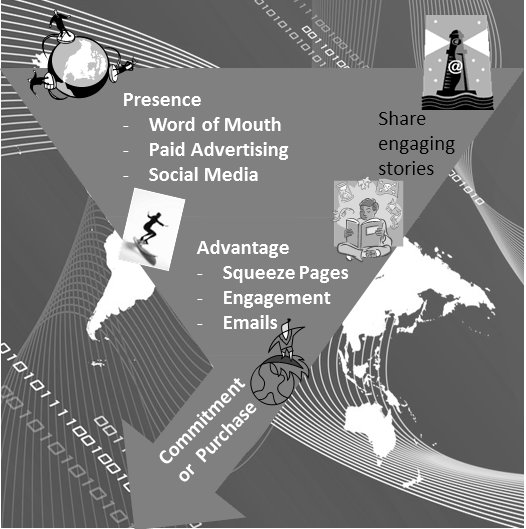 001101
@
Presence
- Word of Mouth
- Paid Advertising
- Social Media
Share
engaging
stories
Advantage
- Squeeze Pages
- Engagement
- Emails
Commitment
or Purchase